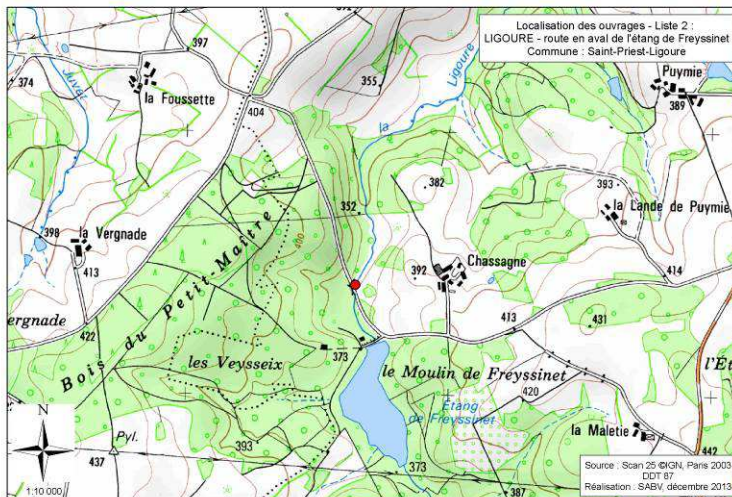 Localisation des ouvrages - Liste 2 :
LIGOURE - route en aval de l'étang de Freyssinet
Commune : Saint-Priest-Ligoure
397
374
la Foussette
Juvat
404
355
la Ligoure
Puymie
389
382
393
352
la Lande de Puymie
398
la Vergnade
413
400
392
Chassagne
414
ergnade
422
Bois du Petit-Maître
les Veysseix
373
413
431
le Moulin de Freyssinet
l'Ét
420
Étang
de Freyssinet
la Maletie
393
Pyl.
437
373
387
442
N
1:10 000
Source : Scan 25 ©IGN, Paris 2003
DDT 87
Réalisation : SABV, décembre 2013